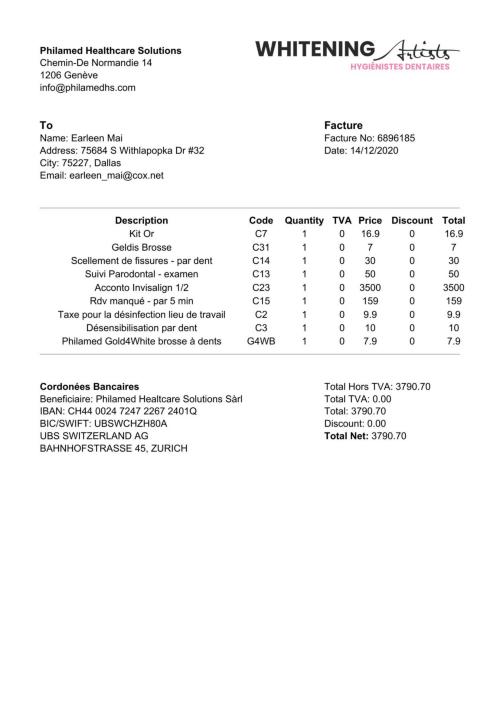 Philamed Healthcare Solutions
Chemin-De Normandie 14
1206 Genève
info@philamedhs.com
WHITENING Artists
HYGIÉNISTES DENTAIRES
To
Name: Earleen Mai
Address: 75684 S Withlapopka Dr #32
City: 75227, Dallas
Email: earleen_mai@cox.net
Facture
Facture No: 6896185
Date: 14/12/2020
Description Code Quantity TVA Price Discount Total
Kit Or C7 1 0 16.9 0 16.9
Geldis Brosse C31 1 0 7 0 7
Scellement de fissures - par dent C14 1 0 30 0 30
Suivi Parodontal - examen C13 1 0 50 0 50
Acconto Invisalign 1/2 C23 1 0 3500 0 3500
Rdv manqué - par 5 min C15 1 0 159 0 159
Taxe pour la désinfection lieu de travail C2 1 0 9.9 0 9.9
Désensibilisation par dent C3 1 0 10 0 10
Philamed Gold4White brosse à dents G4WB 1 0 7.9 0 7.9
Cordonées Bancaires
Beneficiaire: Philamed Healtcare Solutions Sàrl
IBAN: CH44 0024 7247 2267 2401Q
BIC/SWIFT: UBSWCHZH80A
UBS SWITZERLAND AG
BAHNHOFSTRASSE 45, ZURICH
Total Hors TVA: 3790.70
Total TVA: 0.00
Total: 3790.70
Discount: 0.00
Total Net: 3790.70